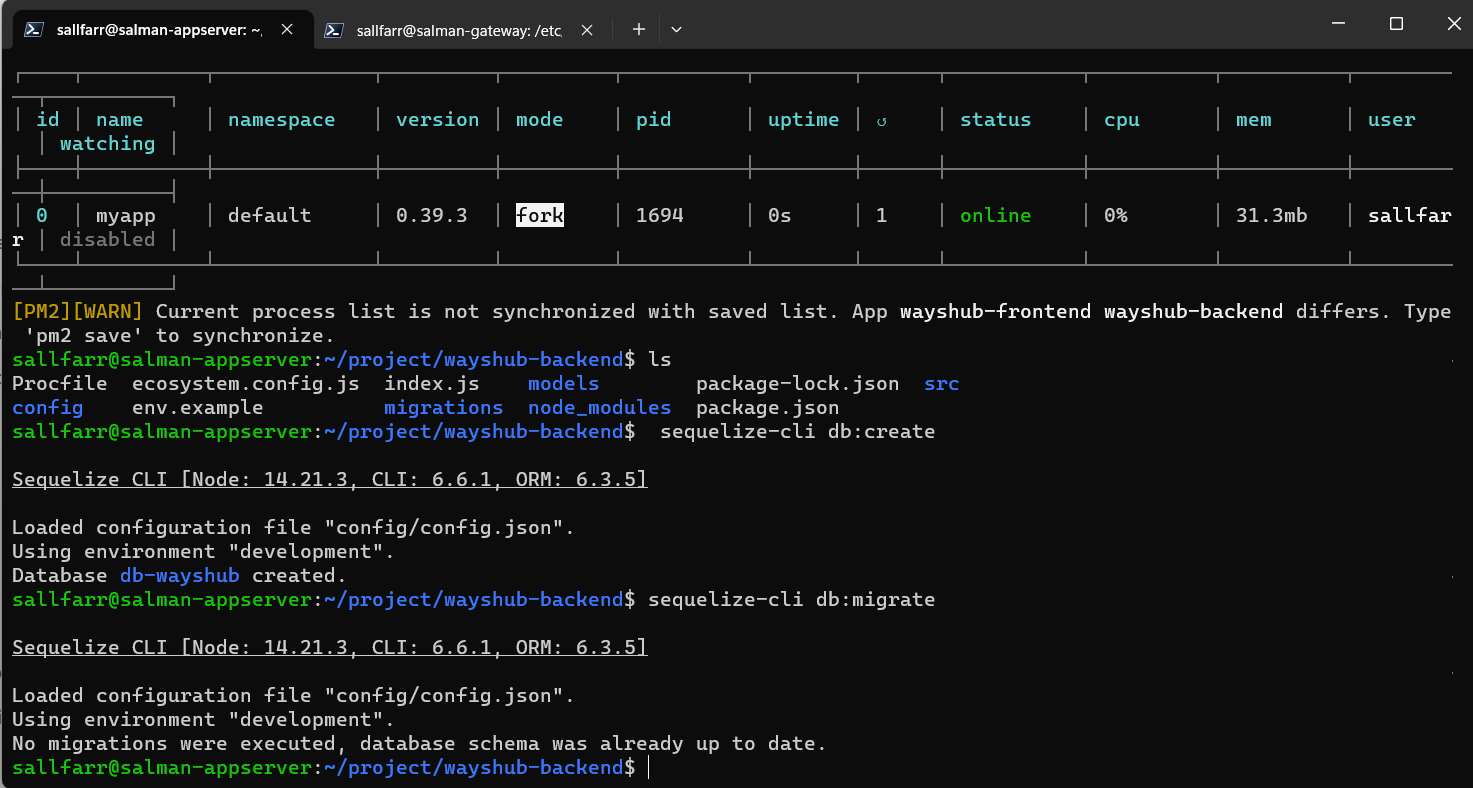 sallfarr@salman-appserver: ~, sallfarr@salman-gateway: /etc,
id name namespace version mode pid uptime ↺ status cpu mem user
watching
0 myapp default 0.39.3 fork 1694 0s 1 online 0% 31.3mb sallfar
r disabled
[PM2][WARN] Current process list is not synchronized with saved list. App wayshub-frontend wayshub-backend differs. Type
'pm2 save' to synchronize.
sallfarr@salman-appserver:~/project/wayshub-backend$ ls
Procfile ecosystem.config.js index.js models package-lock.json src
config env.example migrations node_modules package.json
sallfarr@salman-appserver:~/project/wayshub-backend$ sequelize-cli db:create
Sequelize CLI [Node: 14.21.3, CLI: 6.6.1, ORM: 6.3.5]
Loaded configuration file "config/config.json".
Using environment "development".
Database db-wayshub created.
sallfarr@salman-appserver:~/project/wayshub-backend$ sequelize-cli db:migrate
Sequelize CLI [Node: 14.21.3, CLI: 6.6.1, ORM: 6.3.5]
Loaded configuration file "config/config.json".
Using environment "development".
No migrations were executed, database schema was already up to date.
sallfarr@salman-appserver:~/project/wayshub-backend$